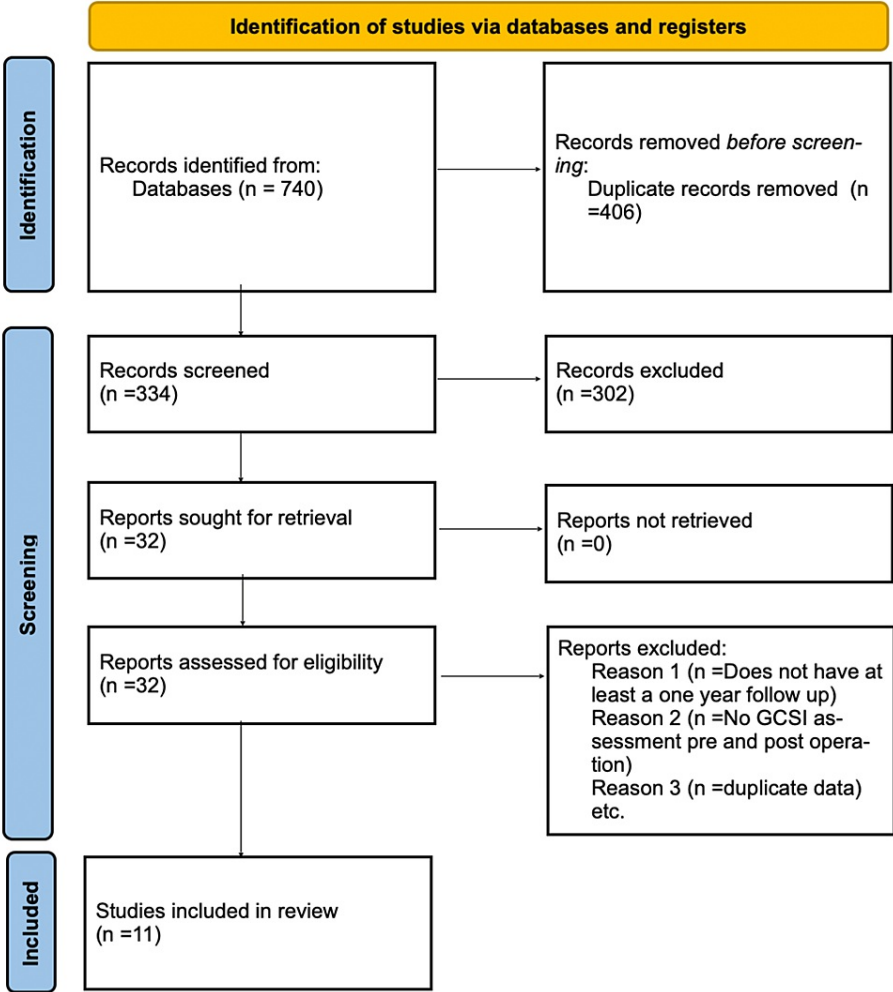 Identification of studies via databases and registers
Identification
Records identified from:
Databases (n = 740)
Records removed before screen-
ing:
Duplicate records removed  (n
=406)
Screening
Records screened
(n =334)
Records excluded
(n =302)
Reports sought for retrieval
(n =32)
Reports not retrieved
(n =0)
Reports assessed for eligibility
(n =32)
Reports excluded:
Reason 1 (n =Does not have at
least a one year follow up)
Reason 2 (n =No GCSI as-
sessment pre and post opera-
tion)
Reason 3 (n =duplicate data)
etc.
Included
Studies included in review
(n =11)